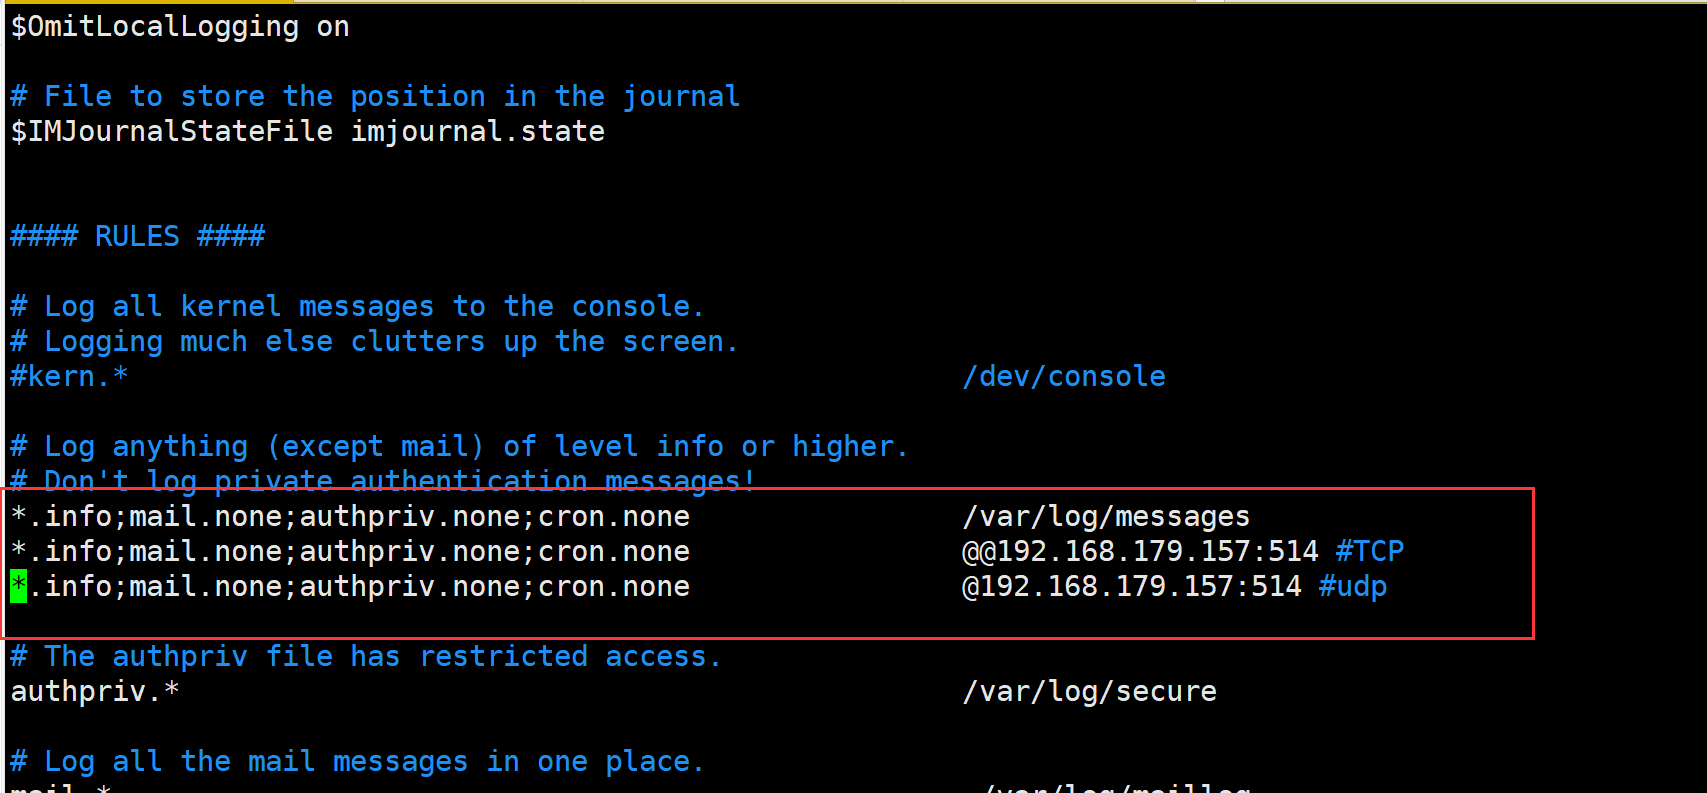 $OmitLocalLogging on
# File to store the position in the journal
$IMJournalStateFile imjournal.state
#### RULES ####
# Log all kernel messages to the console.
# Logging much else clutters up the screen.
#kern.* /dev/console
# Log anything (except mail) of level info or higher.
# Don't log private authentication messages!
*.info;mail.none;authpriv.none;cron.none /var/log/messages
*.info;mail.none;authpriv.none;cron.none @@192.168.179.157:514 #TCP
*.info;mail.none;authpriv.none;cron.none @192.168.179.157:514 #udp
# The authpriv file has restricted access.
authpriv.* /var/log/secure
# Log all the mail messages in one place.
mail.* -/var/log/maillog